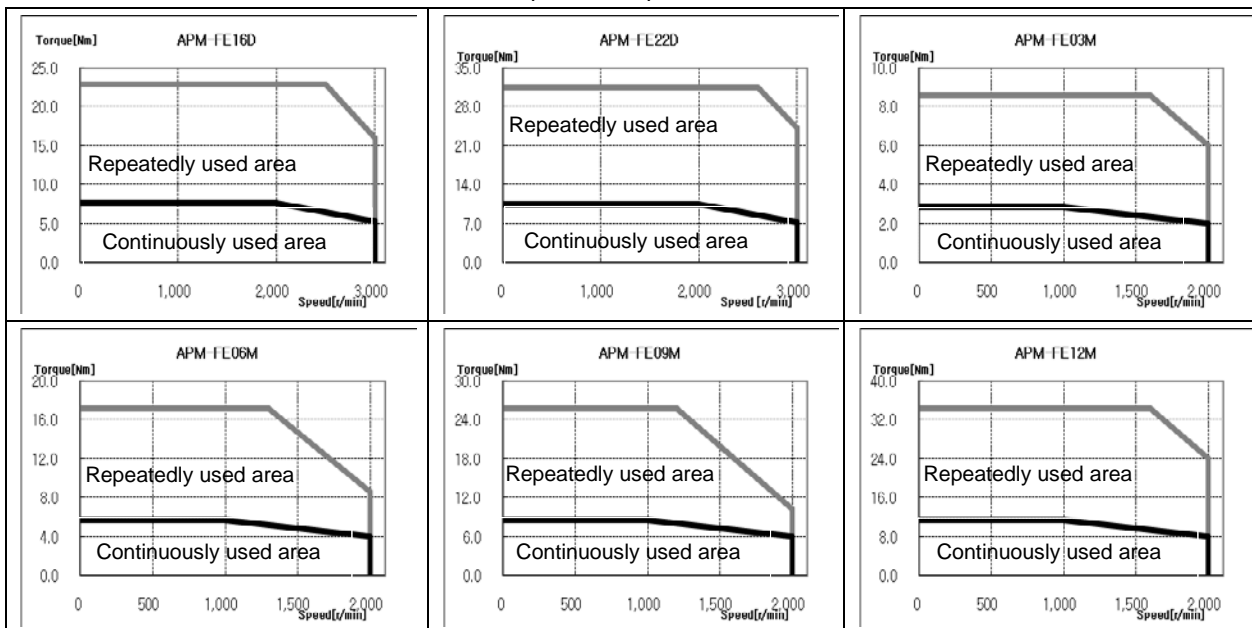 APM-FE16D
Torque[Nm]
25.0
20.0
15.0
Repeatedly used area
10.0
5.0
Continuously used area
0.0
0 1,000 2,000 3,000
Speed[r/min]
APM-FE22D
Torque[Nm]
35.0
28.0
Repeatedly used area
21.0
14.0
7.0
Continuously used area
0.0
0 1,000 2,000 3,000
Speed [r/min]
APM-FE03M
Torque[Nm]
10.0
8.0
6.0
Repeatedly used area
4.0
2.0
Continuously used area
0.0
0 500 1,000 1,500 2,000
Speed[r/min]
APM-FE06M
Torque[Nm]
20.0
16.0
12.0
Repeatedly used area
8.0
4.0
Continuously used area
0.0
0 500 1,000 1,500 2,000
Speed[r/min]
APM-FE09M
Torque[Nm]
30.0
24.0
18.0
Repeatedly used area
12.0
6.0
Continuously used area
0.0
0 500 1,000 1,500 2,000
Speed[r/min]
APM-FE12M
Torque[Nm]
40.0
32.0
24.0
Repeatedly used area
16.0
8.0
Continuously used area
0.0
0 500 1,000 1,500 2,000
Speed[r/min]